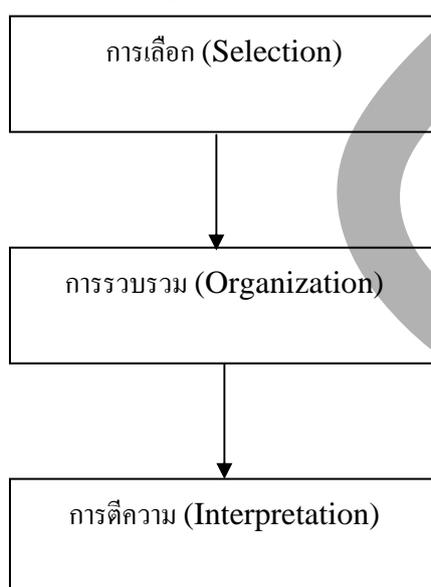 การเลือก (Selection)
การรวบรวม (Organization)
การตีความ (Interpretation)